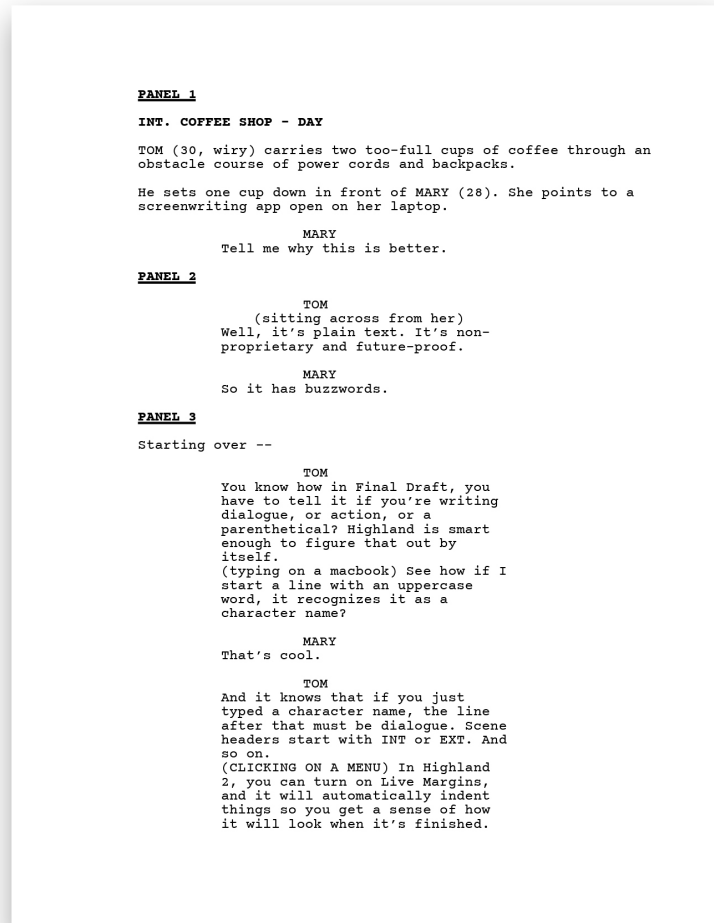 PANEL 1
INT. COFFEE SHOP - DAY
TOM (30, wiry) carries two too-full cups of coffee through an
obstacle course of power cords and backpacks.
He sets one cup down in front of MARY (28). She points to a
screenwriting app open on her laptop.
MARY
Tell me why this is better.
PANEL 2
TOM
(sitting across from her)
Well, it’s plain text. It’s non-
proprietary and future-proof.
MARY
So it has buzzwords.
PANEL 3
Starting over --
TOM
You know how in Final Draft, you
have to tell it if you’re writing
dialogue, or action, or a
parenthetical? Highland is smart
enough to figure that out by
itself.
(typing on a macbook) See how if I
start a line with an uppercase
word, it recognizes it as a
character name?
MARY
That’s cool.
TOM
And it knows that if you just
typed a character name, the line
after that must be dialogue. Scene
headers start with INT or EXT. And
so on.
(CLICKING ON A MENU) In Highland
2, you can turn on Live Margins,
and it will automatically indent
things so you get a sense of how
it will look when it’s finished.